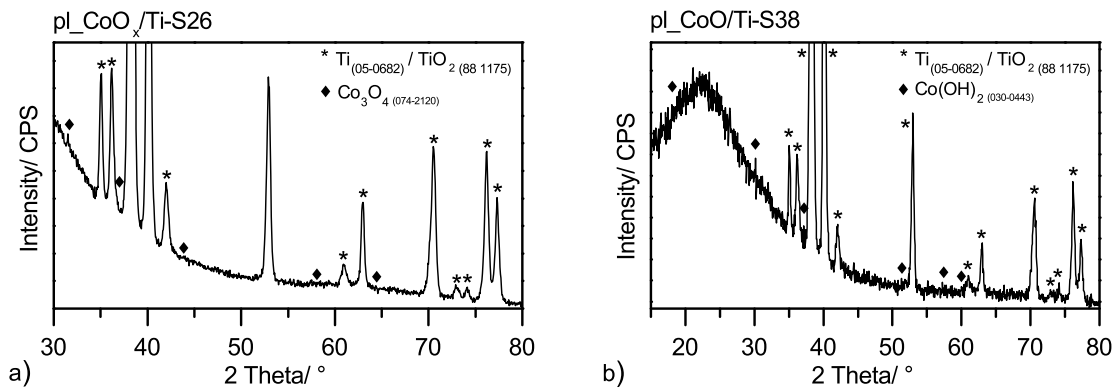 pl_CoOx/Ti-S26
* Ti(05-0682) / TiO2 (88 1175)
♦ Co3O4 (074-2120)
Intensity/ CPS
30 40 50 60 70 80
2 Theta/ °
a)
pl_CoO/Ti-S38
* Ti(05-0682) / TiO2 (88 1175)
♦ Co(OH)2 (030-0443)
Intensity/ CPS
20 30 40 50 60 70 80
2 Theta/ °
b)